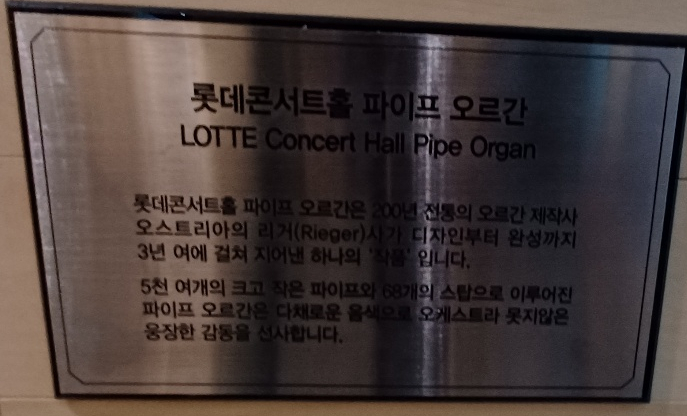 롯데콘서트홀 파이프 오르간
LOTTE Concert Hall Pipe Organ
롯데콘서트홀 파이프 오르간은 200년 전통의 오르간 제작사
오스트리아의 리거(Rieger)사가 디자인부터 완성까지
3년 여에 걸쳐 지어낸 하나의 '작품' 입니다.
5천 여개의 크고 작은 파이프와 68개의 스탑으로 이루어진
파이프 오르간은 다채로운 음색으로 오케스트라 못지않은
웅장한 감동을 선사합니다.